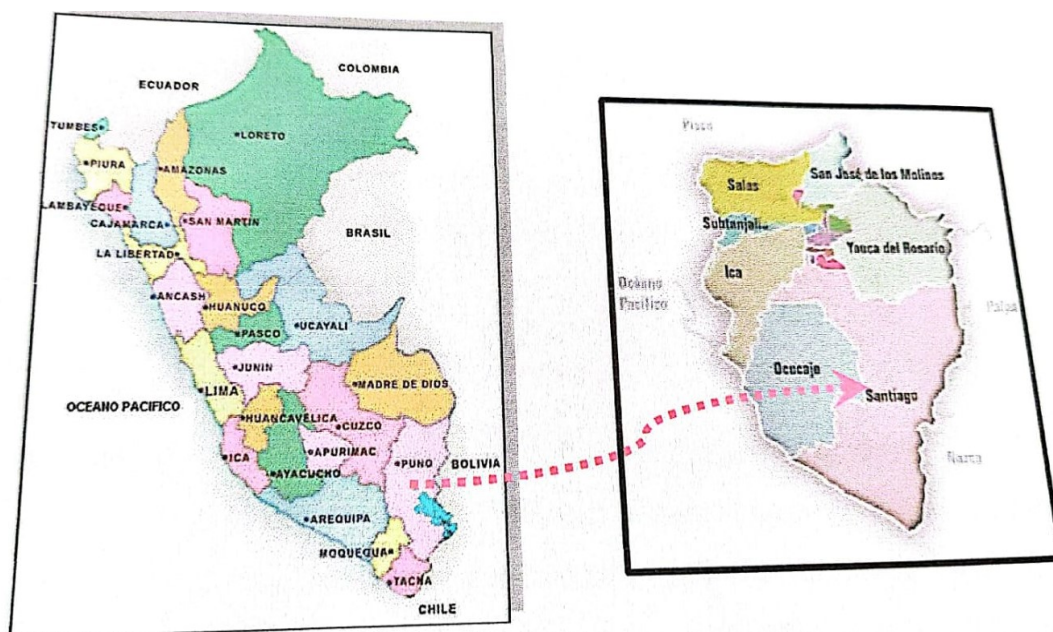 COLOMBIA
ECUADOR
TUMBES
LORETO
PIURA
AMAZONAS
LAMBAYEQUE
CAJAMARCA
SAN MARTIN
BRASIL
LA LIBERTAD
ANCASH
HUANUCO
UCAYALI
PASCO
JUNIN
MADRE DE DIOS
LIMA
OCEANO PACIFICO
HUANCAVELICA
CUZCO
ICA
APURIMAC
PUNO
BOLIVIA
AYACUCHO
AREQUIPA
MOQUEGUA
TACNA
CHILE
Pisco
San José de los Molinos
Salas
Subtanjalla
Yauca del Rosario
Ica
Océano
Pacífico
Palpa
Ocucaje
Santiago
Nazca